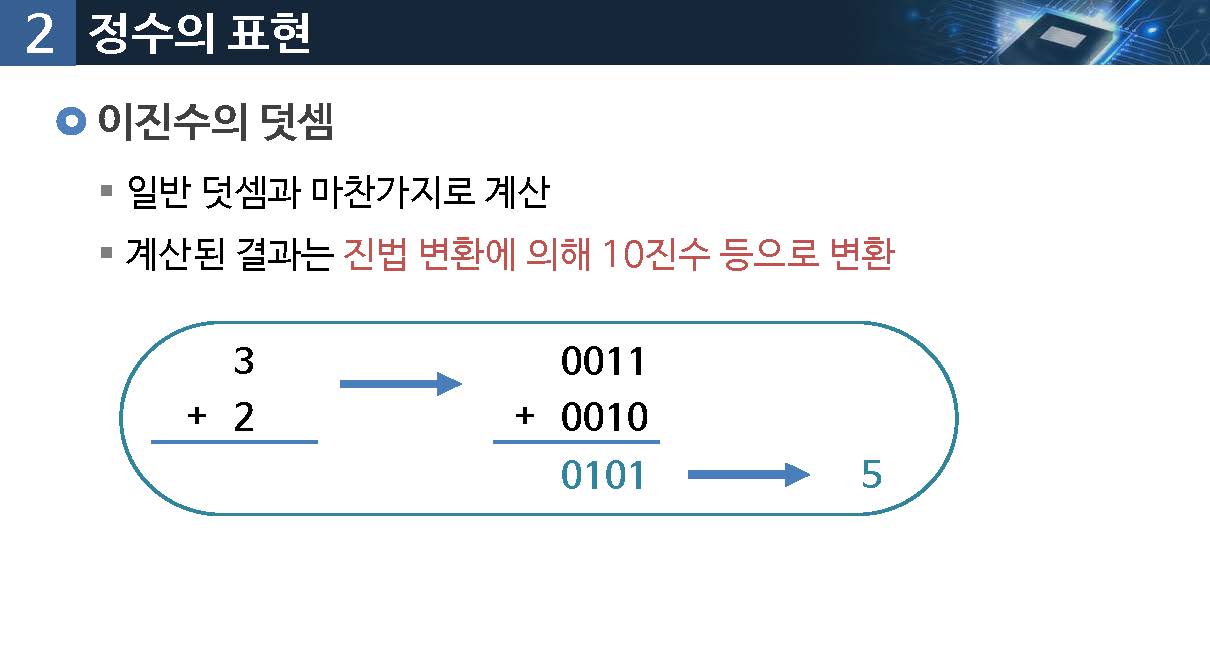 2 정수의 표현
이진수의 덧셈
일반 덧셈과 마찬가지로 계산
계산된 결과는 진법 변환에 의해 10진수 등으로 변환
3 0011
+ 2 + 0010
0101 5